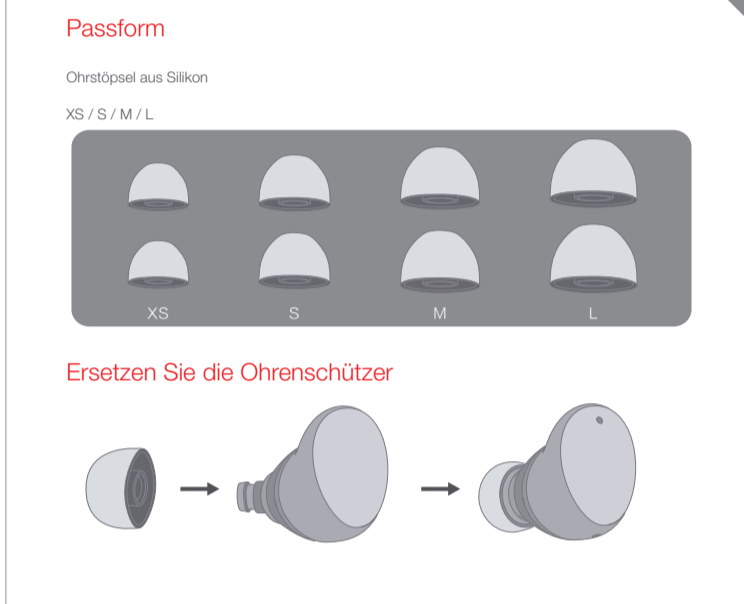 Passform
Ohrstöpsel aus Silikon
XS / S / M / L
XS S M L
Ersetzen Sie die Ohrenschützer